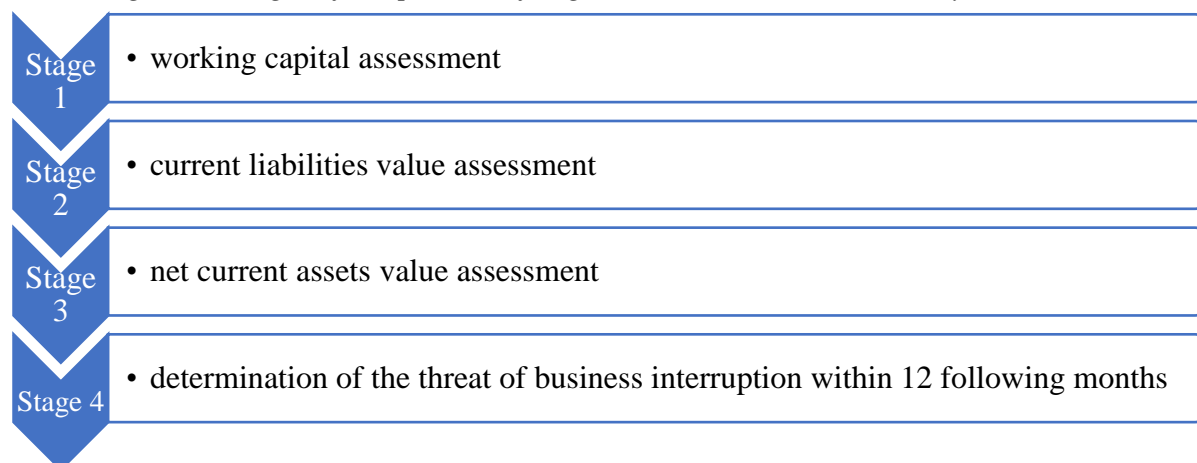 Stage
1
• working capital assessment
Stage
2
• current liabilities value assessment
Stage
3
• net current assets value assessment
Stage 4
• determination of the threat of business interruption within 12 following months